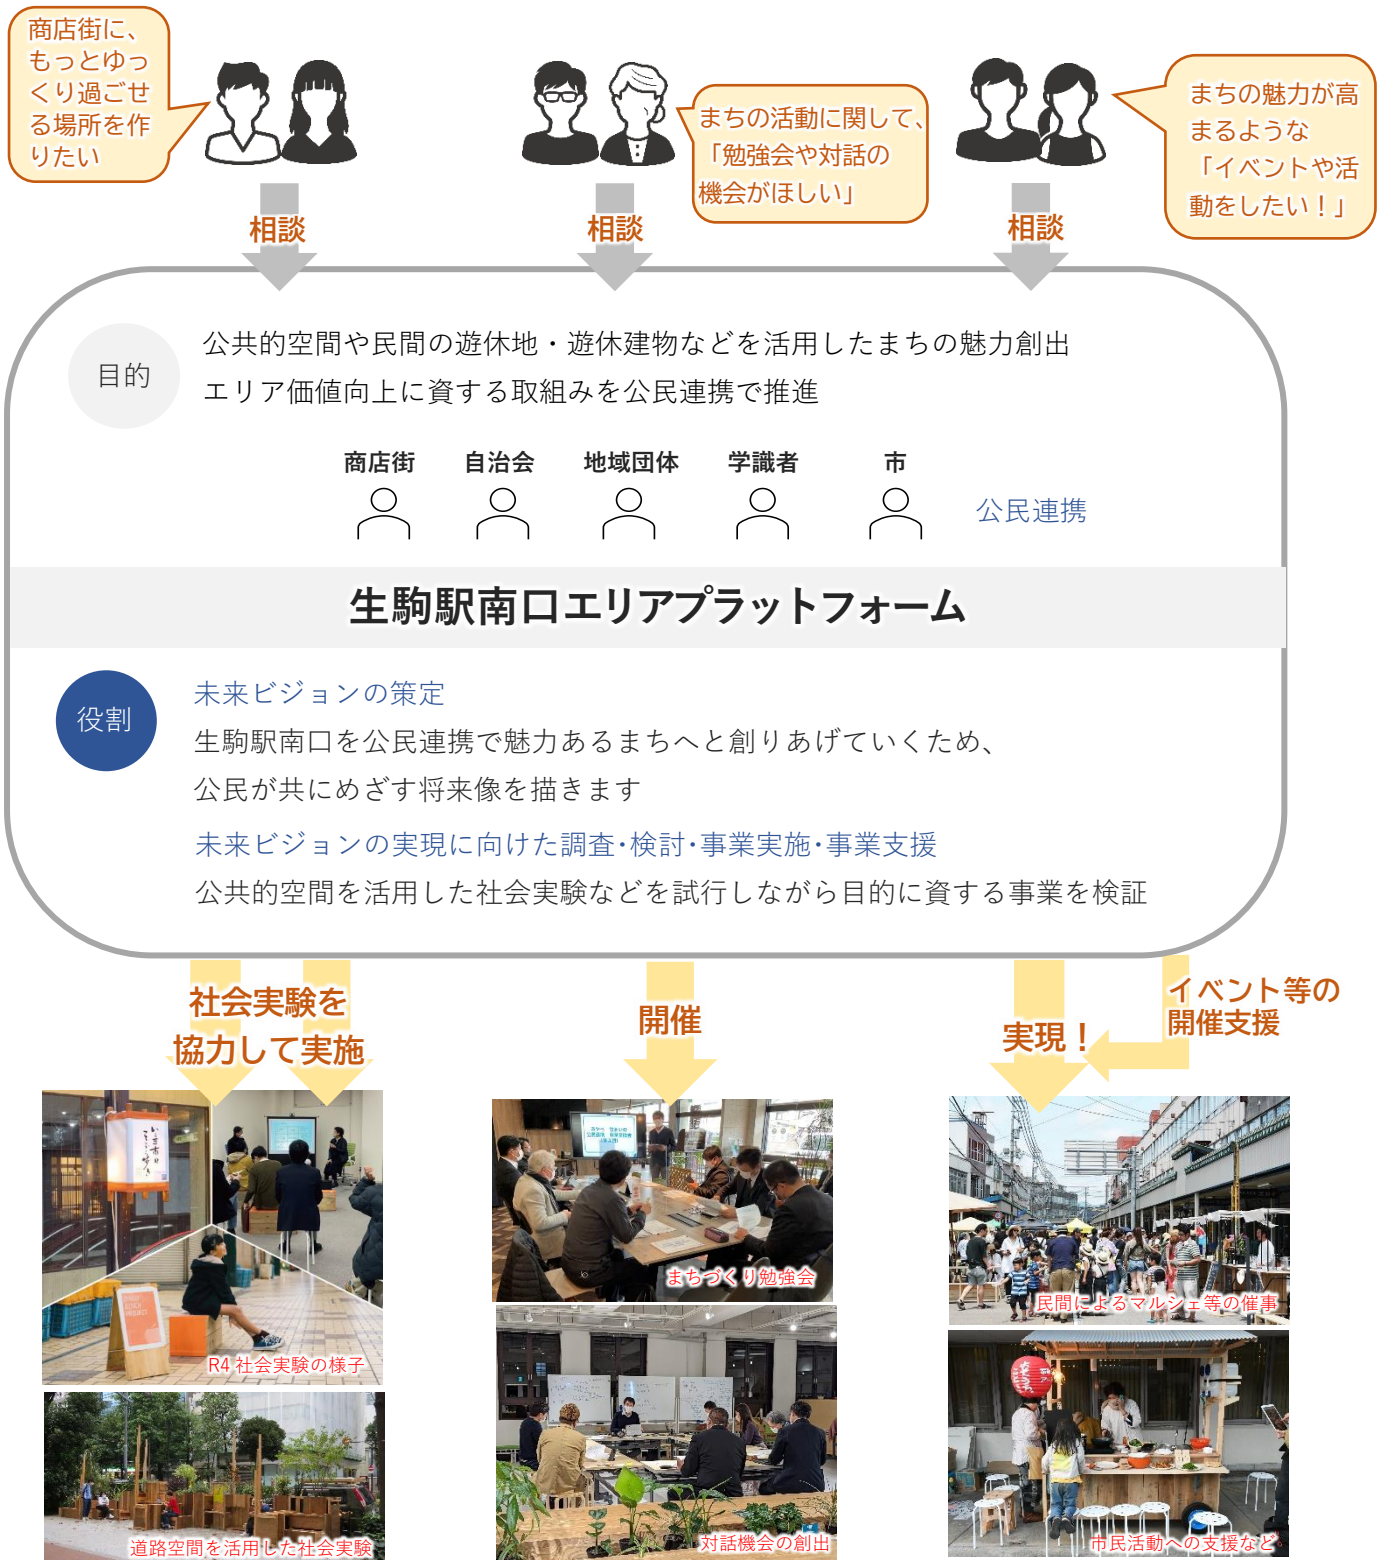 商店街に、
もっとゆっ
くり過ごせ
る場所を作
りたい
まちの活動に関して、
「勉強会や対話の
機会がほしい」
まちの魅力が高
まるような
「イベントや活
動をしたい！」
相談
相談
相談
目的
公共的空間や民間の遊休地・遊休建物などを活用したまちの魅力創出
エリア価値向上に資する取組みを公民連携で推進
商店街
自治会
地域団体
学識者
市
公民連携
生駒駅南口エリアプラットフォーム
役割
未来ビジョンの策定
生駒駅南口を公民連携で魅力あるまちへと創りあげていくため、
公民が共にめざす将来像を描きます
未来ビジョンの実現に向けた調査・検討・事業実施・事業支援
公共的空間を活用した社会実験などを試行しながら目的に資する事業を検証
社会実験を
協力して実施
開催
実現！
イベント等の
開催支援
R4 社会実験の様子
道路空間を活用した社会実験
まちづくり勉強会
対話機会の創出
民間によるマルシェ等の催事
市民活動への支援など